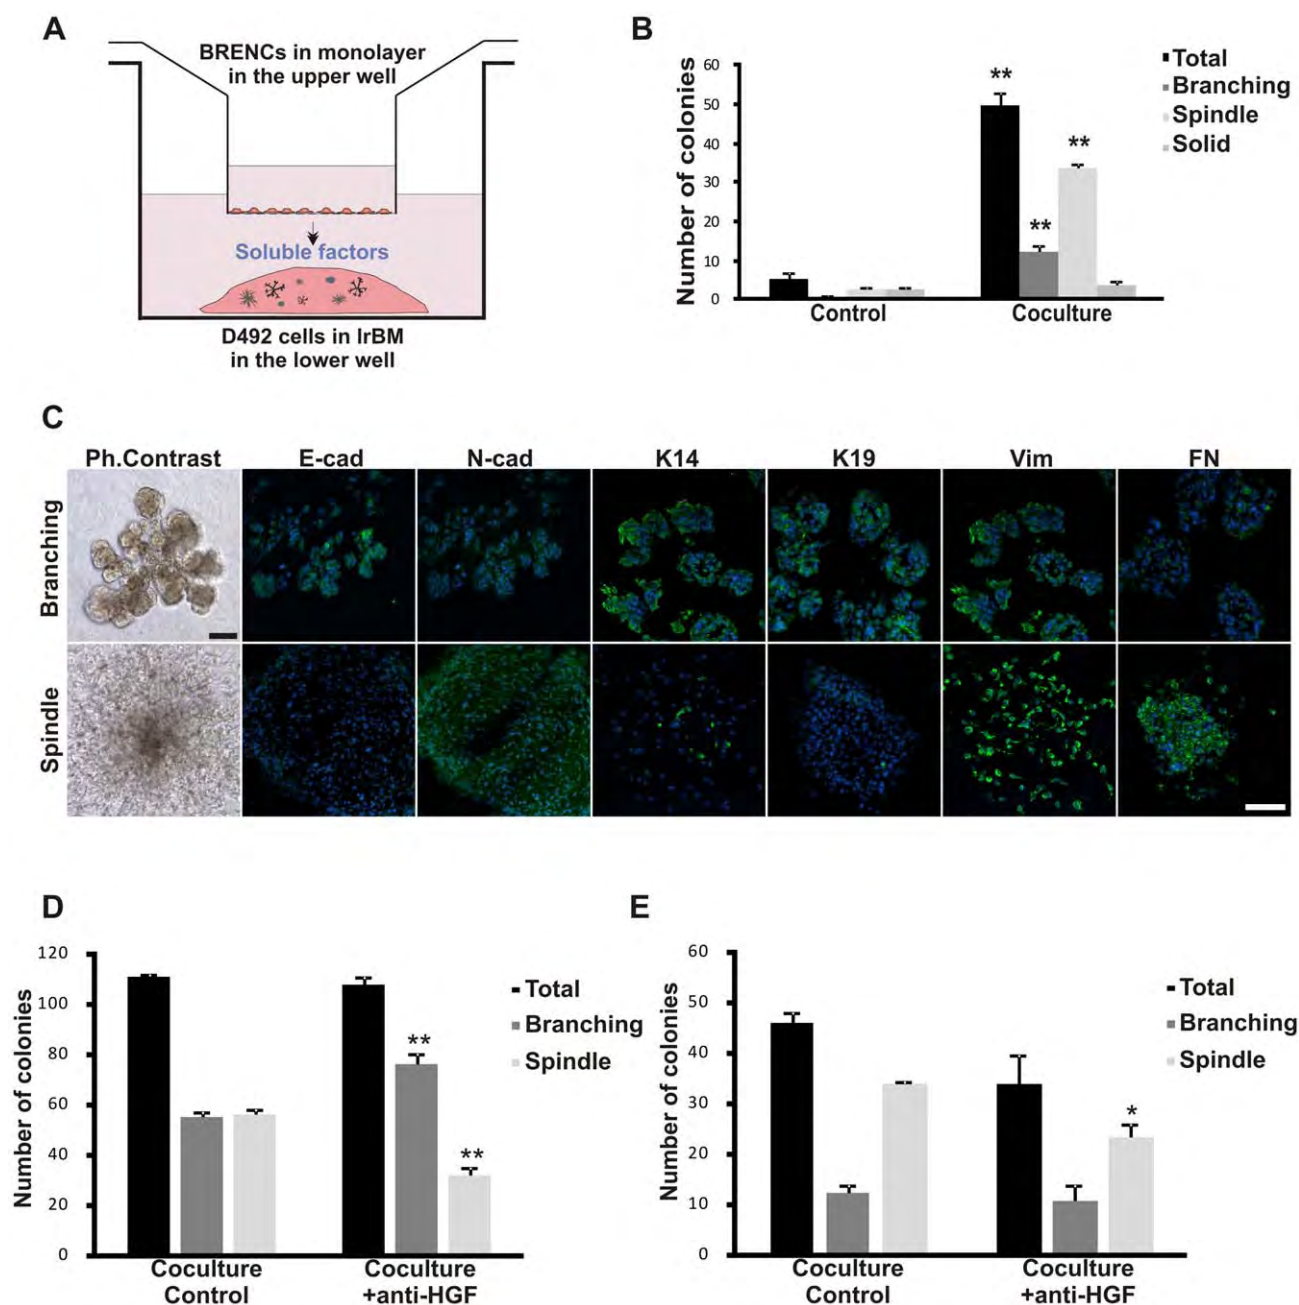 A
BRENCs in monolayer
in the upper well
Soluble factors
D492 cells in lrBM
in the lower well
B
Number of colonies
60
50
40
30
20
10
0
**
**
**
Control
Coculture
Total
Branching
Spindle
Solid
C
Ph.Contrast E-cad N-cad K14 K19 Vim FN
Branching
Spindle
D
Number of colonies
120
100
80
60
40
20
0
**
**
Coculture
Control
Coculture
+anti-HGF
Total
Branching
Spindle
E
Number of colonies
60
50
40
30
20
10
0
*
Coculture
Control
Coculture
+anti-HGF
Total
Branching
Spindle